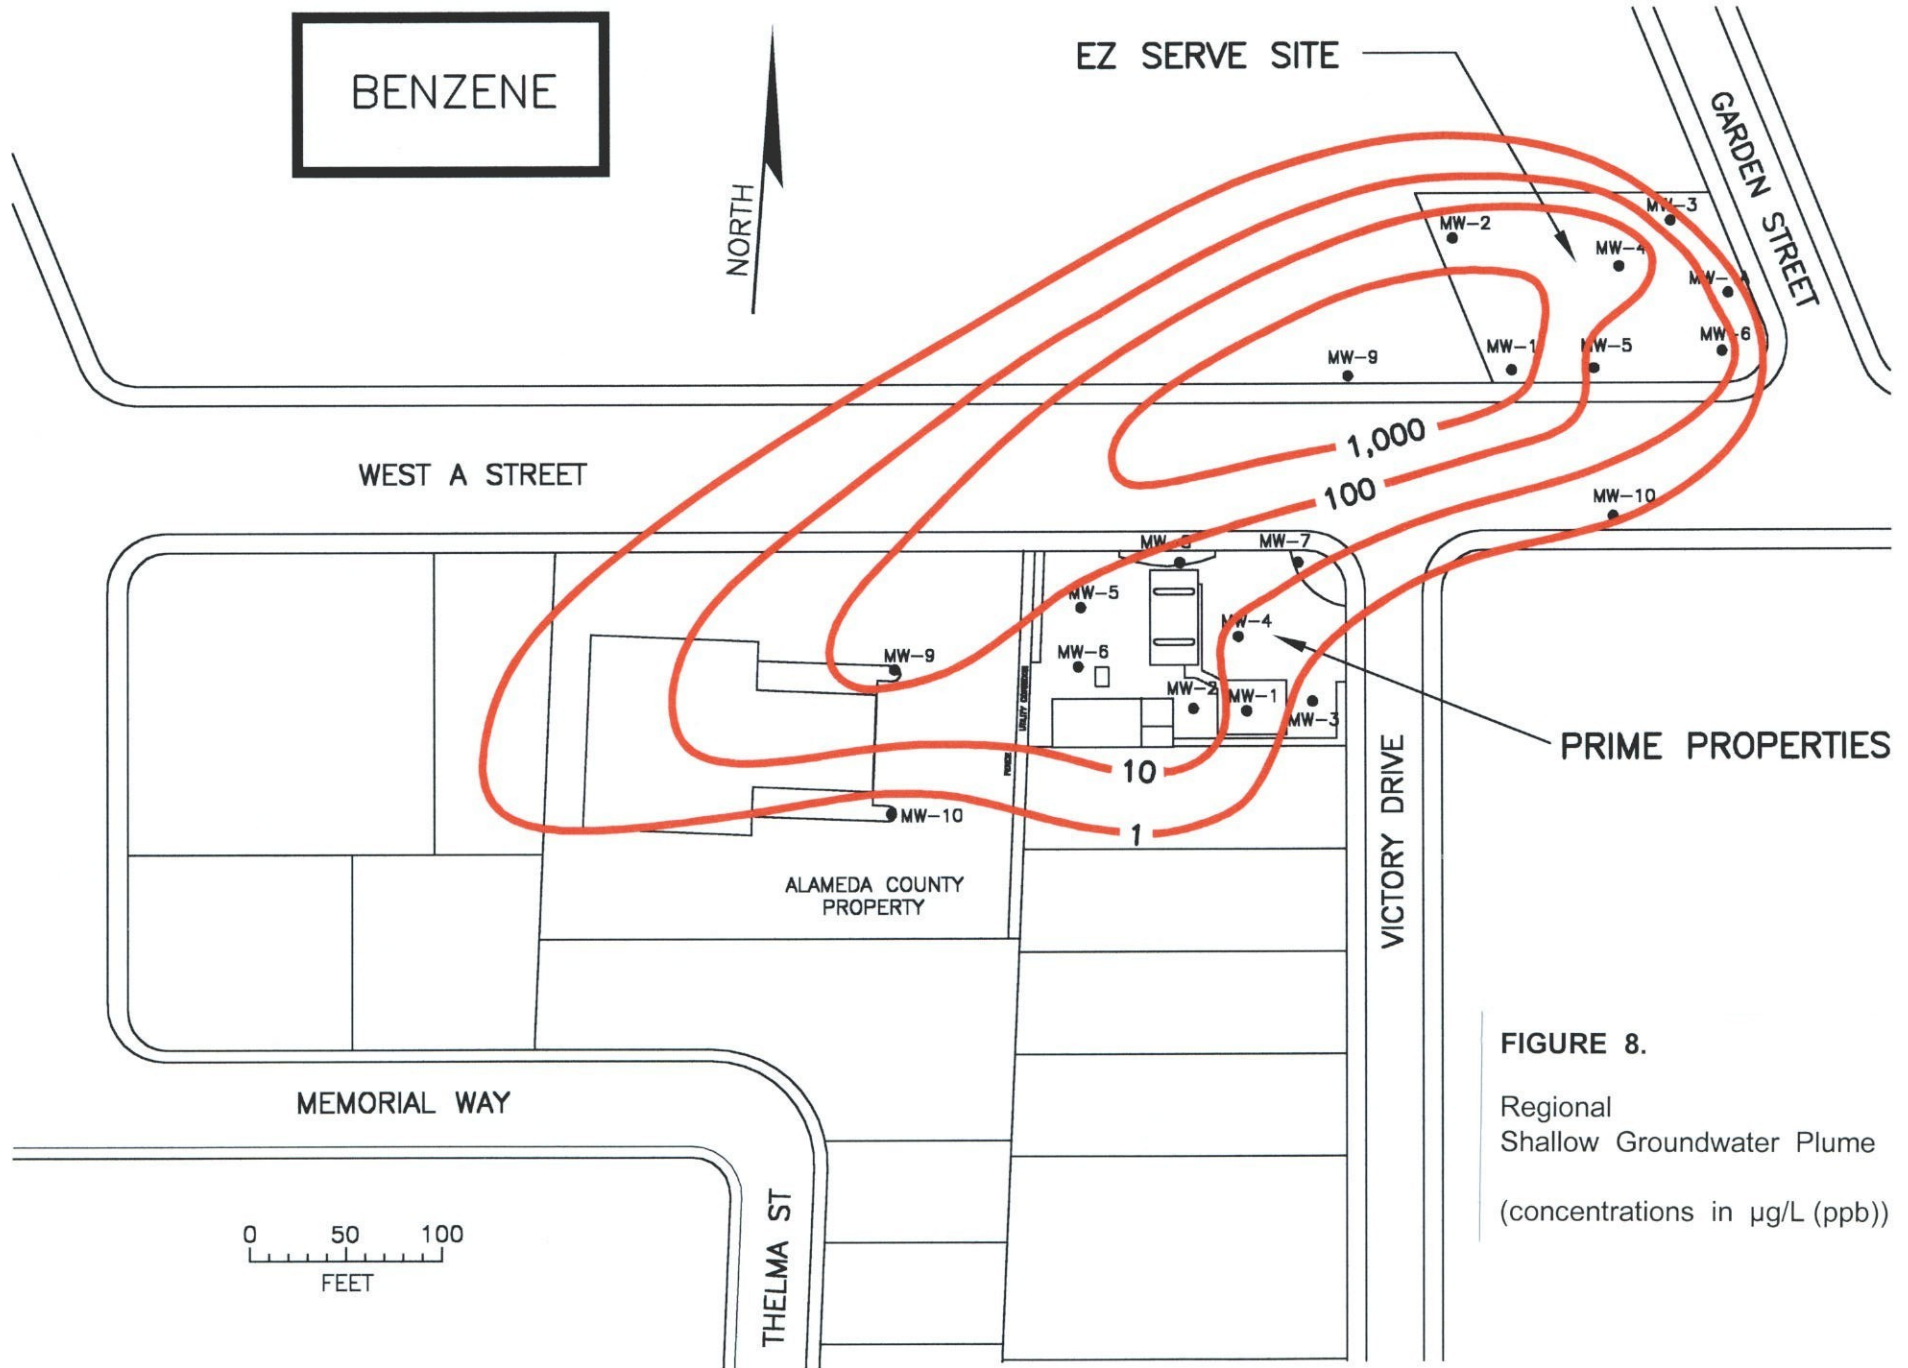 BENZENE
EZ SERVE SITE
GARDEN STREET
NORTH
MW-3
MW-2
MW-4
MW-6
MW-1
MW-5
MW-9
1,000
WEST A STREET
100
MW-10
MW-7
MW-5
MW-4
MW-9
MW-6
MW-2
MW-1
MW-3
PRIME PROPERTIES
10
MW-10
1
VICTORY DRIVE
ALAMEDA COUNTY
PROPERTY
FIGURE 8.
Regional
Shallow Groundwater Plume
(concentrations in µg/L (ppb))
MEMORIAL WAY
THELMA ST
0 50 100
FEET